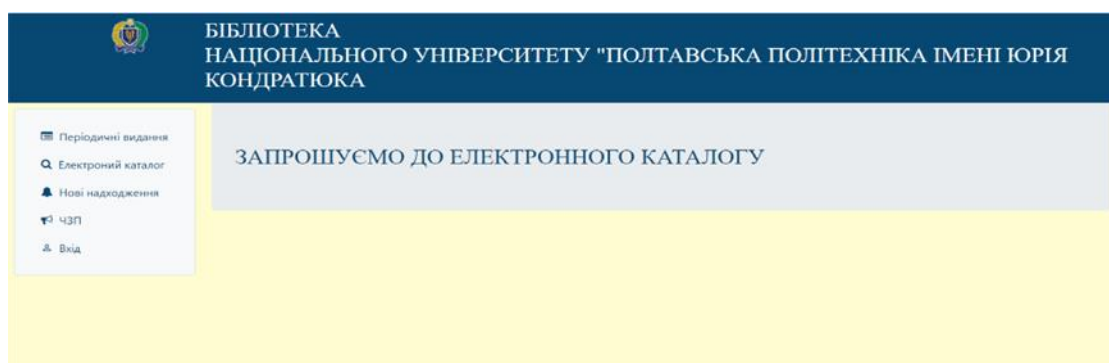 БІБЛІОТЕКА
НАЦІОНАЛЬНОГО УНІВЕРСИТЕТУ "ПОЛТАВСЬКА ПОЛІТЕХНІКА ІМЕНІ ЮРІЯ
КОНДРАТЮКА
Періодичні видання
Електроний каталог
Нові надходження
ЧЗП
Вхід
ЗАПРОШУЄМО ДО ЕЛЕКТРОННОГО КАТАЛОГУ